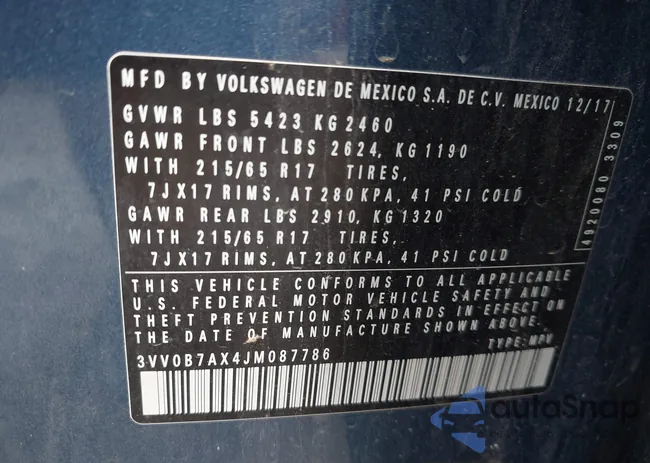 MFD BY VOLKSWAGEN DE MEXICO S.A. DE C.V. MEXICO 12/17
GVWR LBS 5423 KG 2460
GAWR FRONT LBS 2624, KG 1190
WITH 215/65 R17 TIRES,
7JX17 RIMS, AT 280 KPA, 41 PSI COLD
GAWR REAR LBS 2910, KG 1320
WITH 215/65 R17 TIRES,
7JX17 RIMS, AT 280 KPA, 41 PSI COLD
THIS VEHICLE CONFORMS TO ALL APPLICABLE
U.S. FEDERAL MOTOR VEHICLE SAFETY AND
THEFT PREVENTION STANDARDS IN EFFECT ON
THE DATE OF MANUFACTURE SHOWN ABOVE.
3VV0B7AX4JM087786 TYPE: MPV
4920080 3309
autoSnap